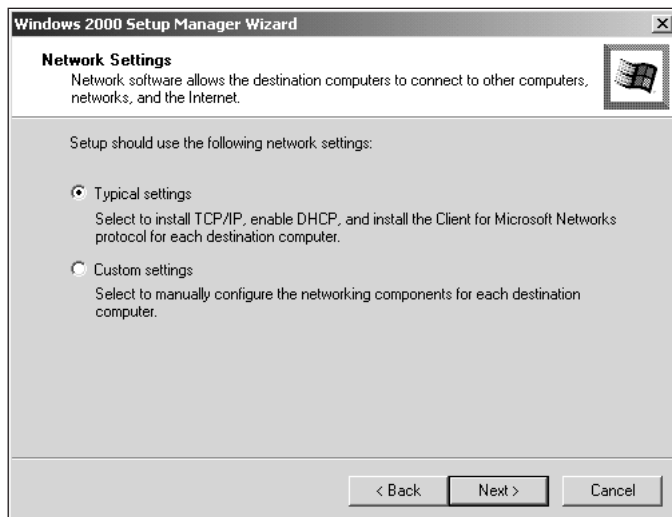 Windows 2000 Setup Manager Wizard
Network Settings
Network software allows the destination computers to connect to other computers,
networks, and the Internet.
Setup should use the following network settings:
Typical settings
Select to install TCP/IP, enable DHCP, and install the Client for Microsoft Networks
protocol for each destination computer.
Custom settings
Select to manually configure the networking components for each destination
computer.
< Back Next > Cancel